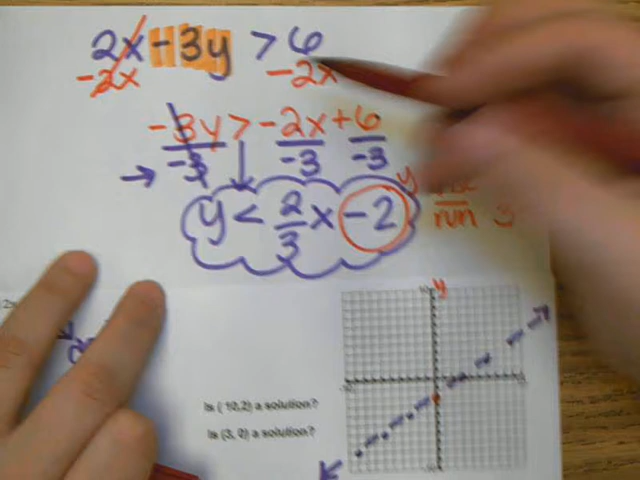 2x - 3y > 6
-2x -2x
-3y > -2x + 6
-3 -3 -3
y < 2/3 x - 2
y
run 3
y
Is ( 10,2) a solution?
Is (3, 0) a solution?